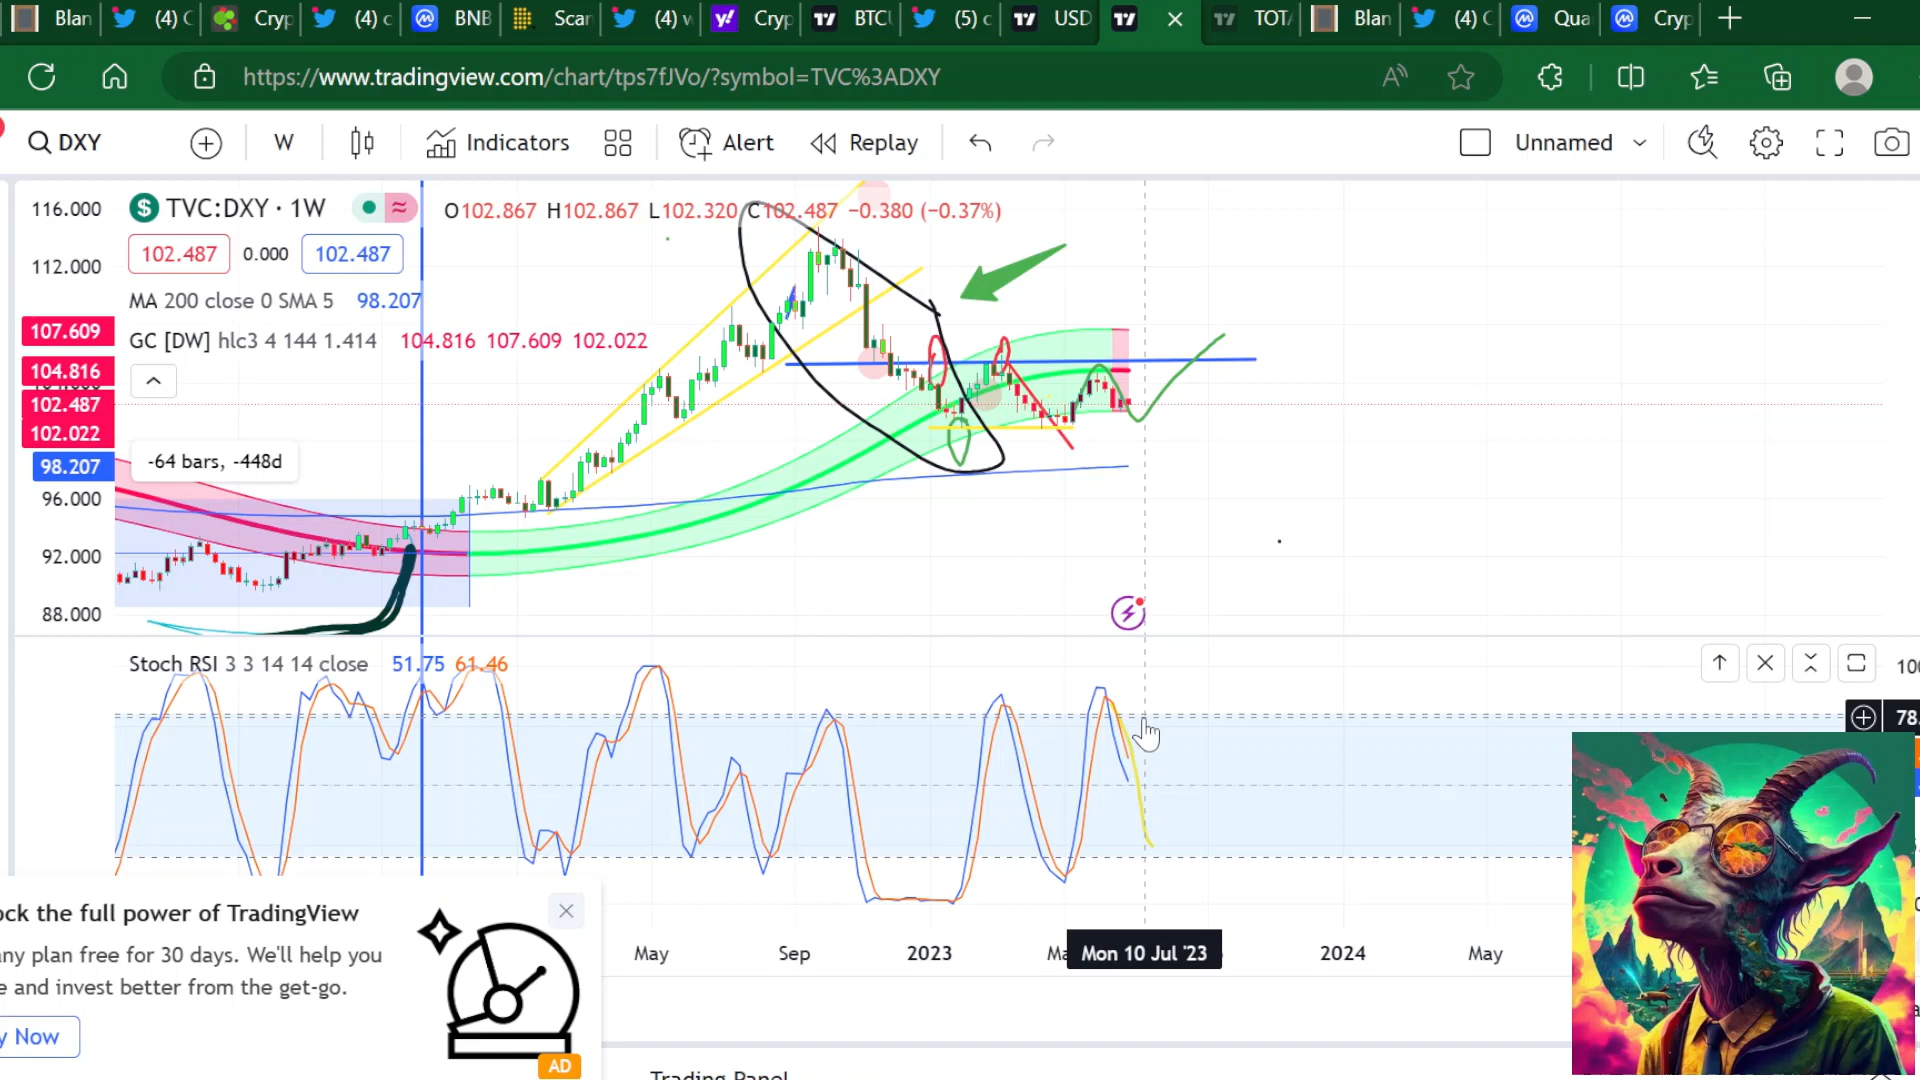 Blan (4) C Cryp (4) c BNB Scan (4) v Cryp BTCU (5) c USD TOTA Blan (4) C Qua Cryp
https://www.tradingview.com/chart/tps7fJVo/?symbol=TVC%3ADXY
DXY W Indicators Alert Replay Unnamed
116.000 TVC:DXY · 1W O102.867 H102.867 L102.320 C102.487 −0.380 (−0.37%)
102.487 0.000 102.487
112.000
MA 200 close 0 SMA 5 98.207
107.609
GC [DW] hlc3 4 144 1.414 104.816 107.609 102.022
104.816
102.487
102.022
98.207
-64 bars, -448d
96.000
92.000
88.000
Stoch RSI 3 3 14 14 close 51.75 61.46
78.
ock the full power of TradingView
any plan free for 30 days. We'll help you
e and invest better from the get-go.
y Now
AD
May Sep 2023 Mon 10 Jul '23 2024 May
Trading Panel